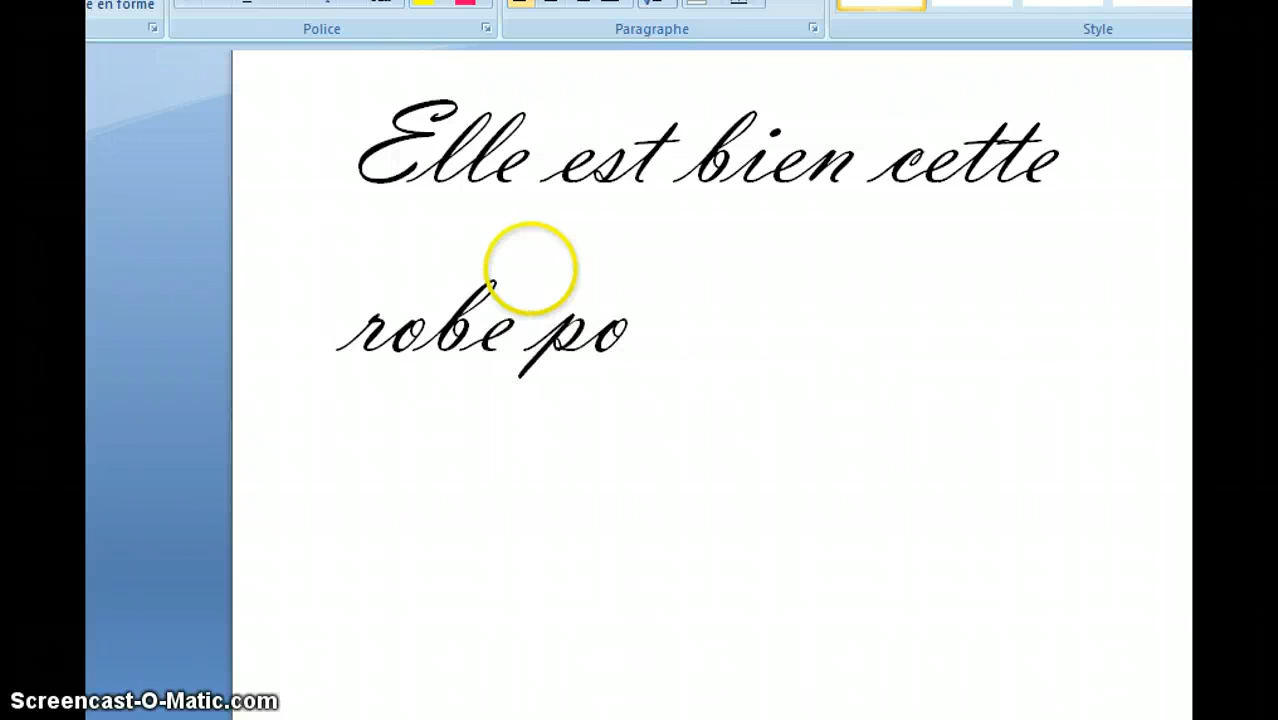 e en forme
Police
Paragraphe
Style
Elle est bien cette
robe po
Screencast-O-Matic.com